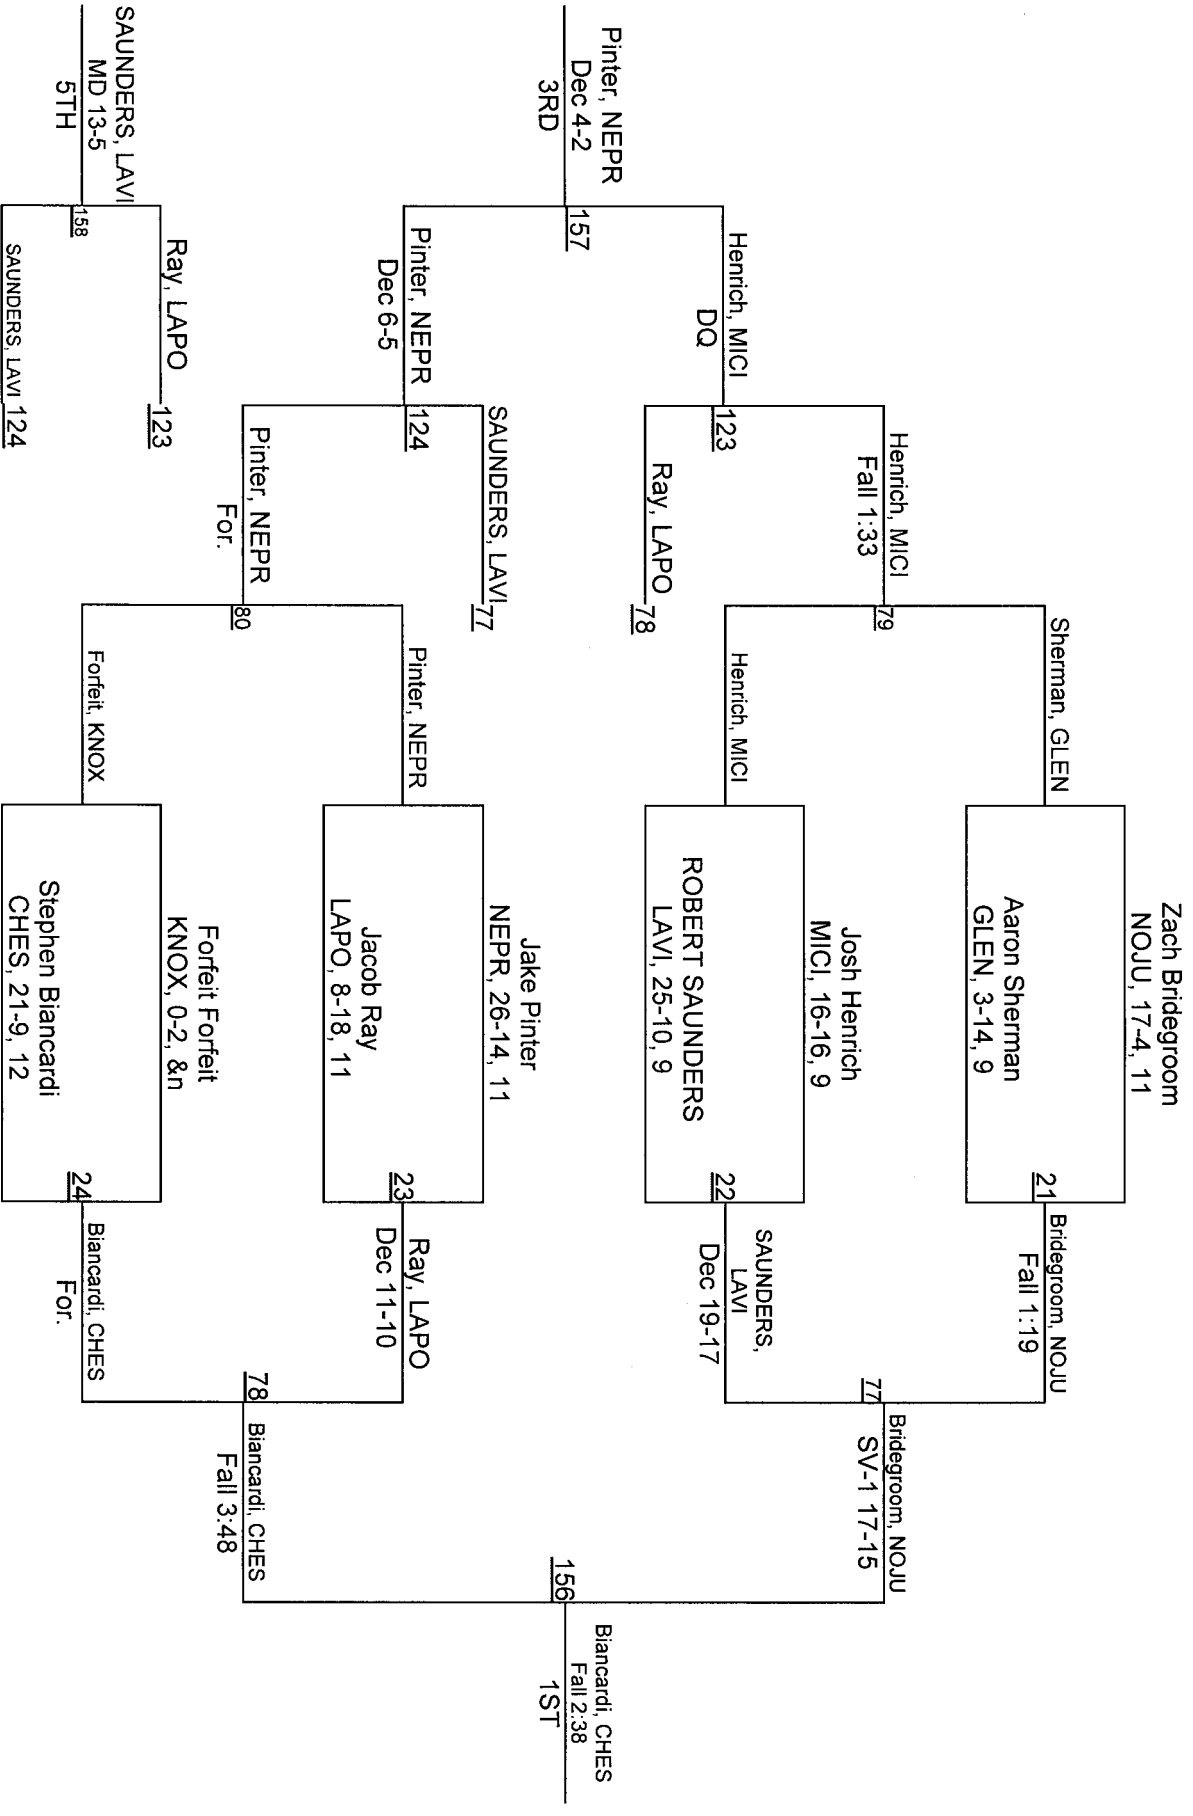 Zach Bridegroom
NOJU, 17-4, 11
Aaron Sherman
GLEN, 3-14, 9
21
Josh Henrich
MICI, 16-16, 9
ROBERT SAUNDERS
LAVI, 25-10, 9
22
Jake Pinter
NEPR, 26-14, 11
Jacob Ray
LAPO, 8-18, 11
23
Forfeit Forfeit
KNOX, 0-2, &n
Stephen Biancardi
CHES, 21-9, 12
24
Bridegroom, NOJU
Fall 1:19
SAUNDERS,
LAVI
Dec 19-17
Ray, LAPO
Dec 11-10
Biancardi, CHES
For.
77
Bridegroom, NOJU
SV-1 17-15
78
Biancardi, CHES
Fall 3:48
156
Biancardi, CHES
Fall 2:38
1ST
Sherman, GLEN
Henrich, MICI
Pinter, NEPR
Forfeit, KNOX
79
Henrich, MICI
Fall 1:33
Ray, LAPO
78
SAUNDERS, LAVI
77
80
Pinter, NEPR
For.
123
Henrich, MICI
DQ
124
Pinter, NEPR
Dec 6-5
157
Pinter, NEPR
Dec 4-2
3RD
Ray, LAPO
123
SAUNDERS, LAVI
124
158
SAUNDERS, LAVI
MD 13-5
5TH